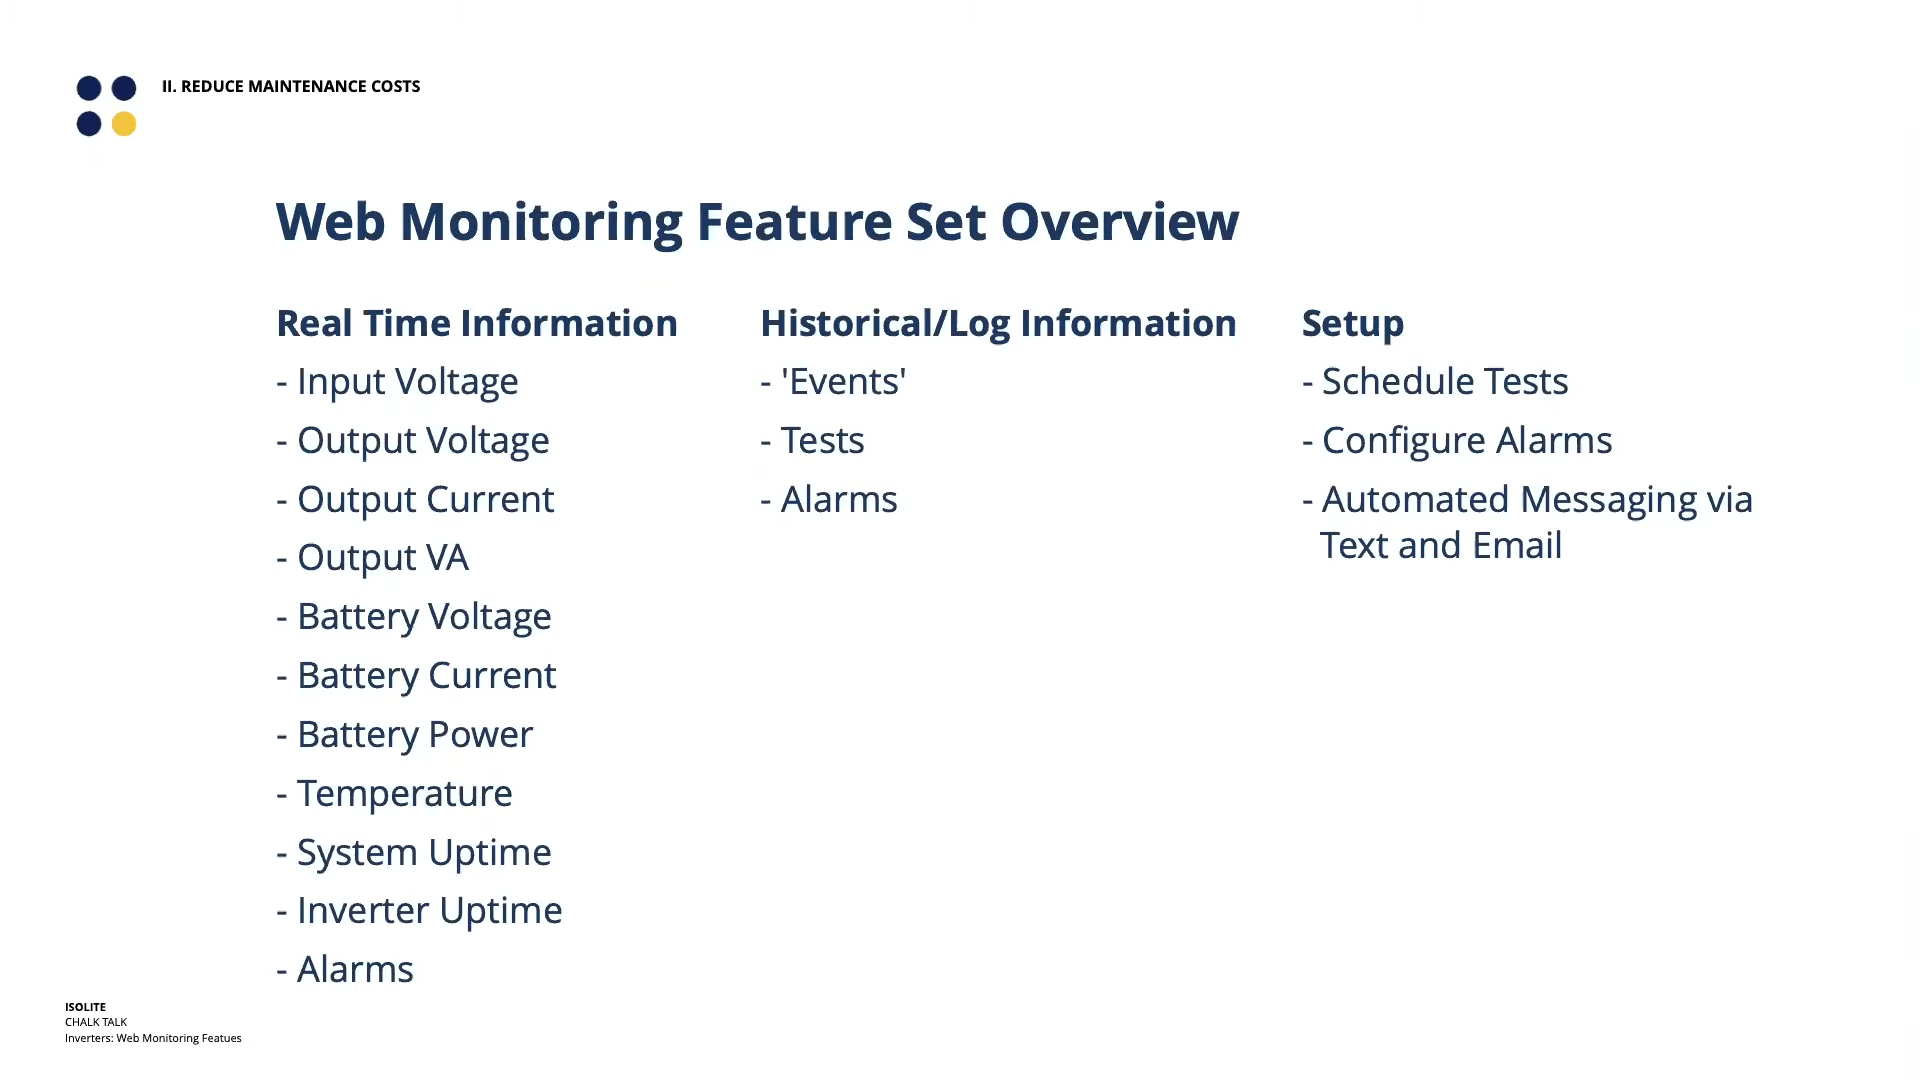 II. REDUCE MAINTENANCE COSTS
Web Monitoring Feature Set Overview
Real Time Information
- Input Voltage
- Output Voltage
- Output Current
- Output VA
- Battery Voltage
- Battery Current
- Battery Power
- Temperature
- System Uptime
- Inverter Uptime
- Alarms
Historical/Log Information
- 'Events'
- Tests
- Alarms
Setup
- Schedule Tests
- Configure Alarms
- Automated Messaging via
Text and Email
ISOLITE
CHALK TALK
Inverters: Web Monitoring Featues